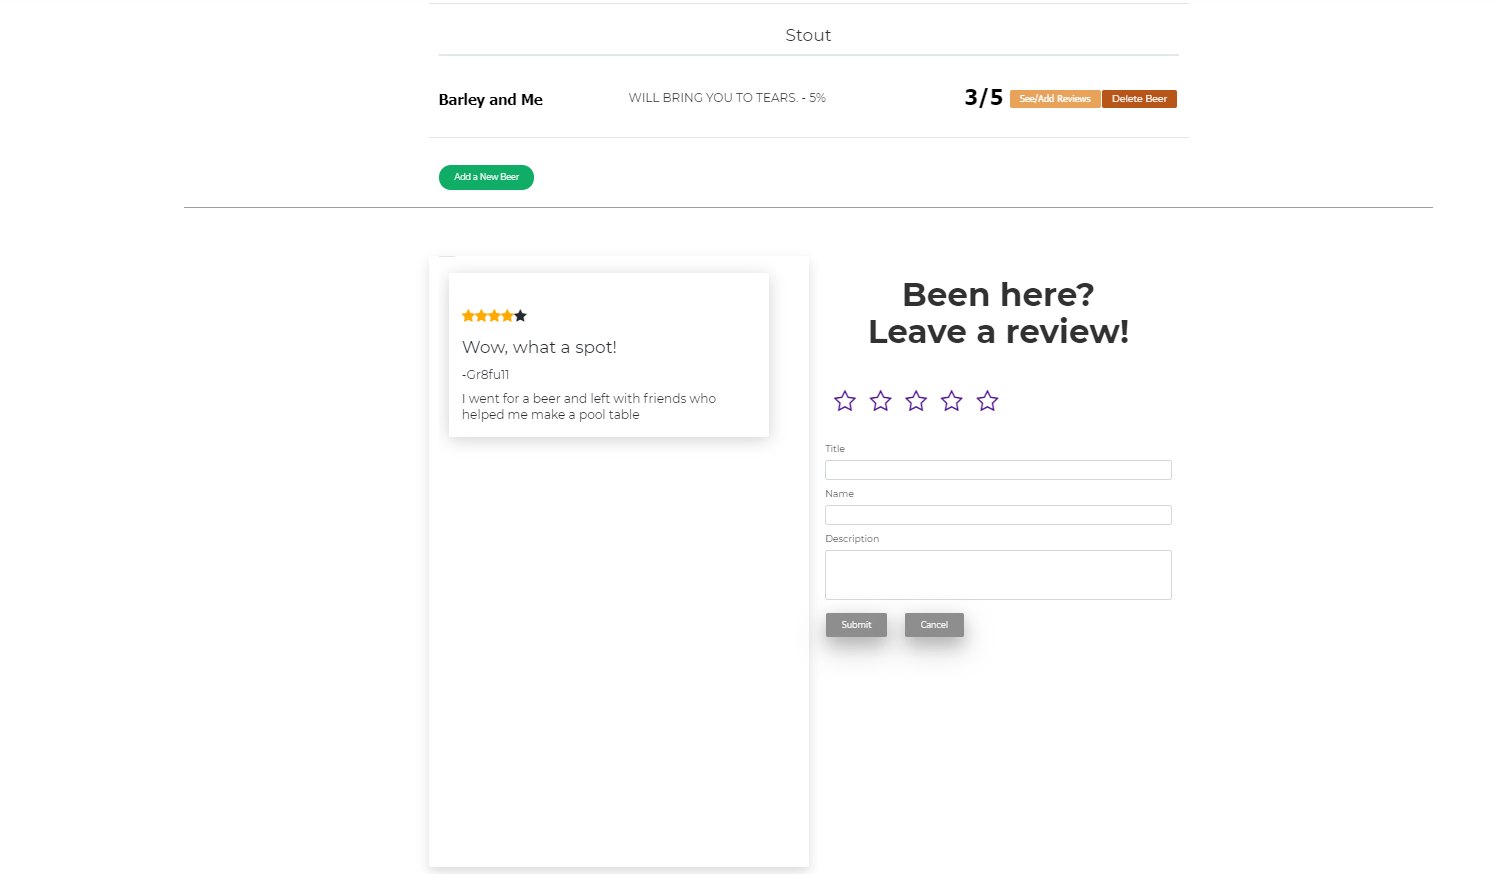 Stout
Barley and Me WILL BRING YOU TO TEARS. - 5% 3/5 See/Add Reviews Delete Beer
Add a New Beer
Wow, what a spot!
-Gr8fu11
I went for a beer and left with friends who
helped me make a pool table
Been here?
Leave a review!
Title
Name
Description
Submit Cancel